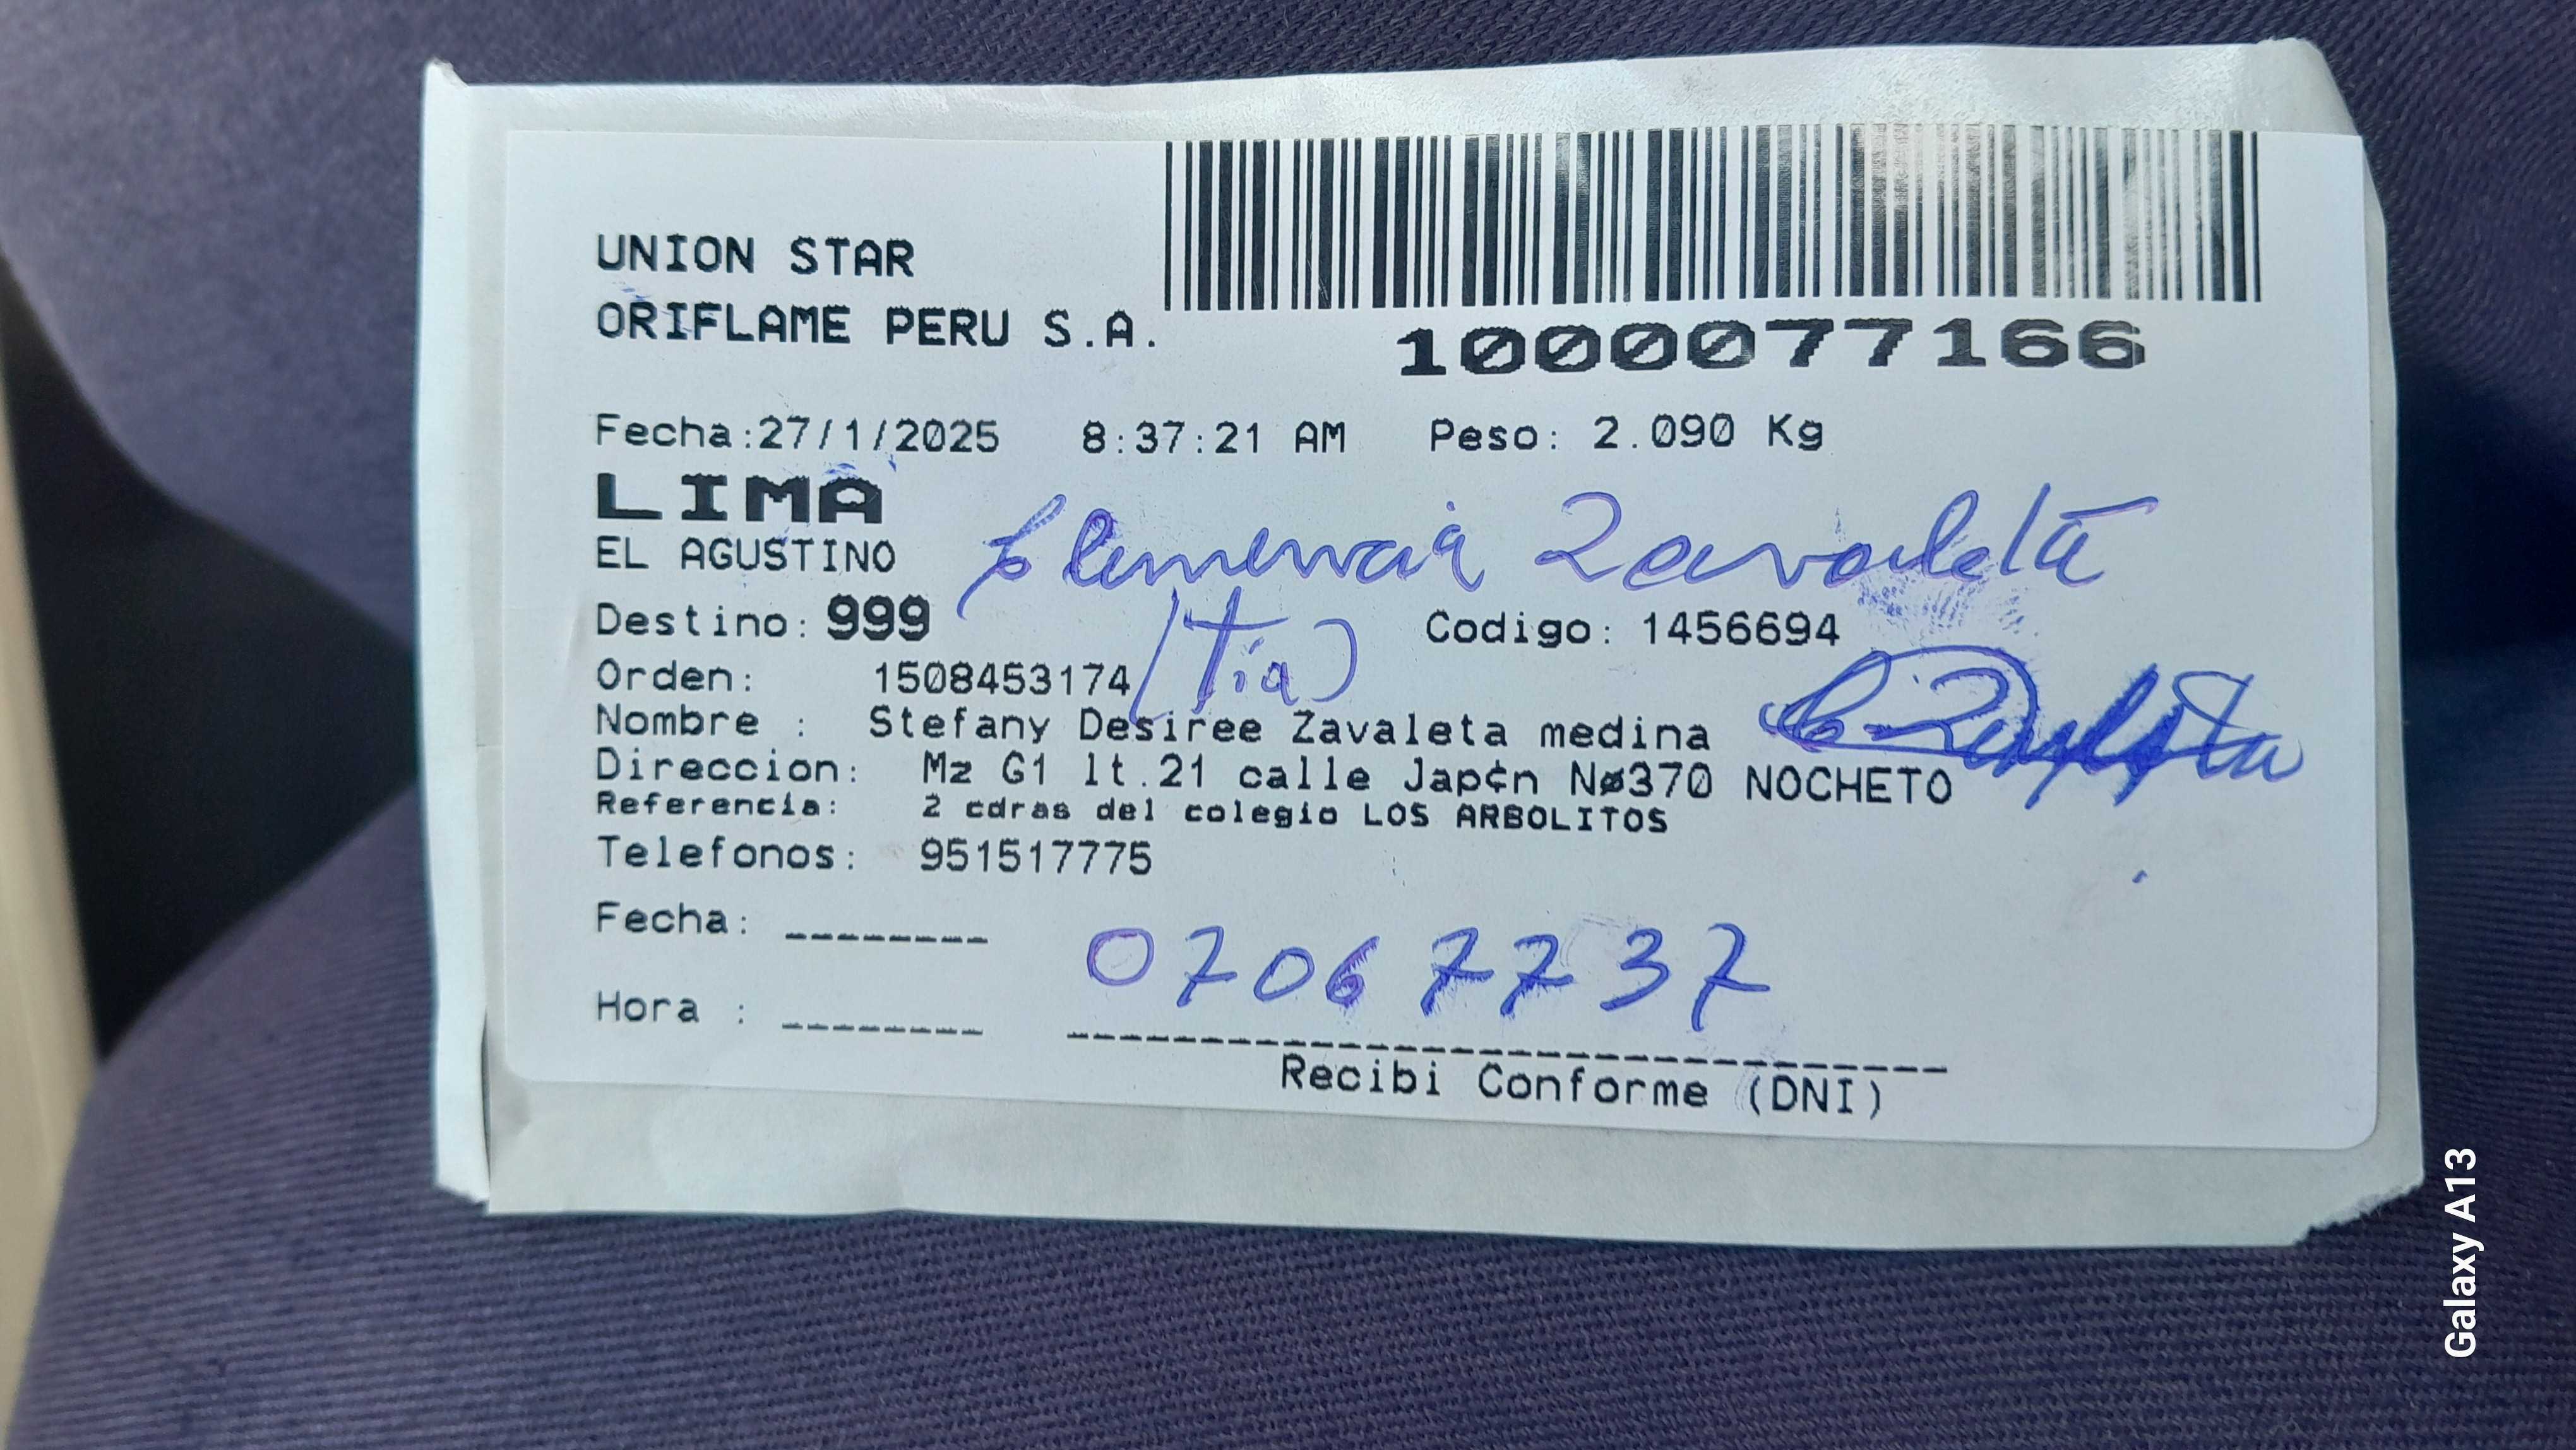 UNION STAR
ORIFLAME PERU S.A.
1000077166
Fecha:27/1/2025 8:37:21 AM Peso: 2.090 Kg
LIMA
EL AGUSTINO
Clemencia Zavaleta
(Tía)
Destino: 999 Codigo: 1456694
Orden: 1508453174
C. Zavaleta
Nombre : Stefany Desiree Zavaleta medina
Direccion: Mz G1 lt.21 calle Jap¢n Nø370 NOCHETO
Referencia: 2 cdras del colegio LOS ARBOLITOS
Telefonos: 951517775
Fecha: --------
07067737
Hora : --------
Recibi Conforme (DNI)
Galaxy A13